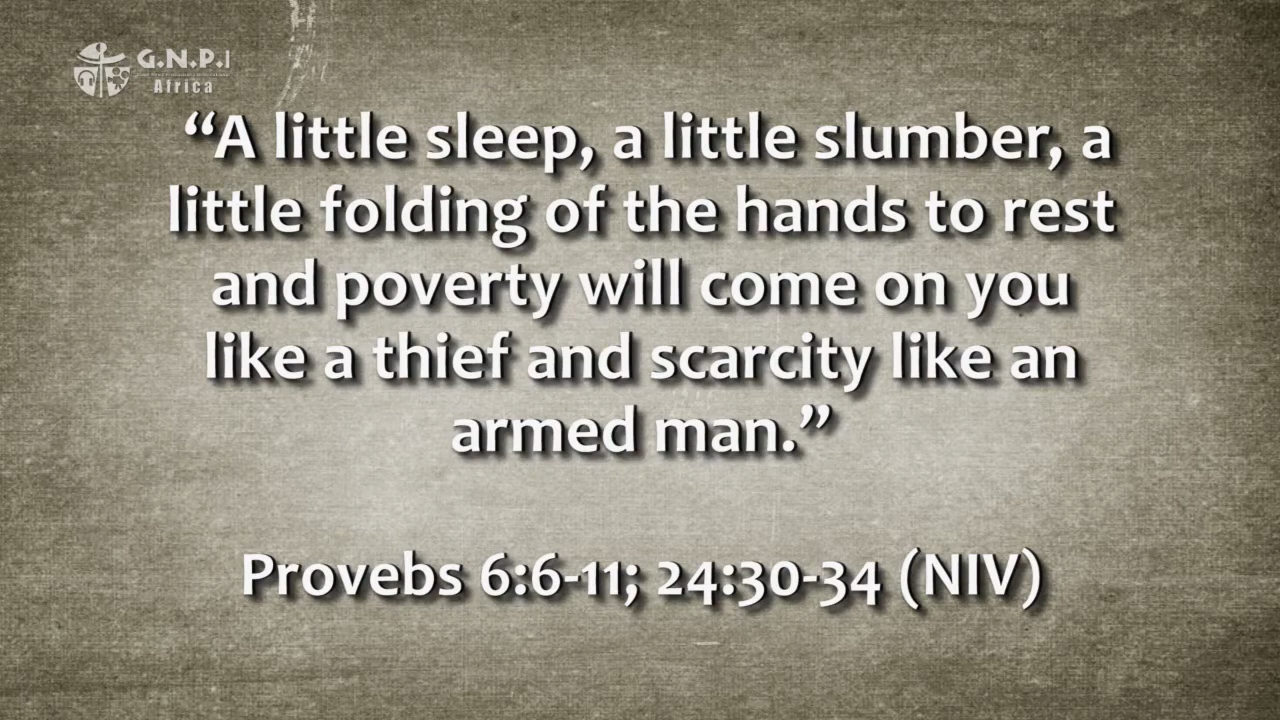 G.N.P.I
Africa
“A little sleep, a little slumber, a
little folding of the hands to rest
and poverty will come on you
like a thief and scarcity like an
armed man.”
Provebs 6:6-11; 24:30-34 (NIV)